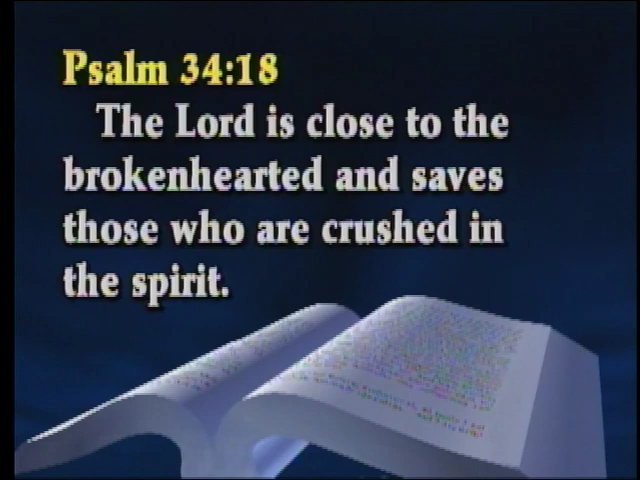 Psalm 34:18
The Lord is close to the
brokenhearted and saves
those who are crushed in
the spirit.